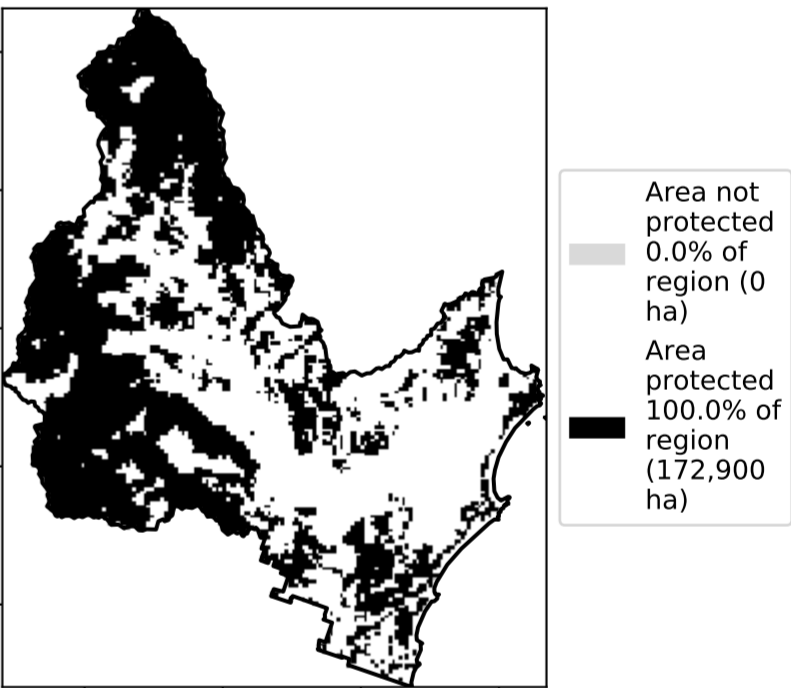 Area not
protected
0.0% of
region (0
ha)
Area
protected
100.0% of
region
(172,900
ha)